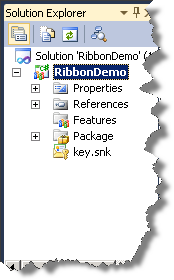 Solution Explorer
Solution 'RibbonDemo' (
RibbonDemo
Properties
References
Features
Package
key.snk